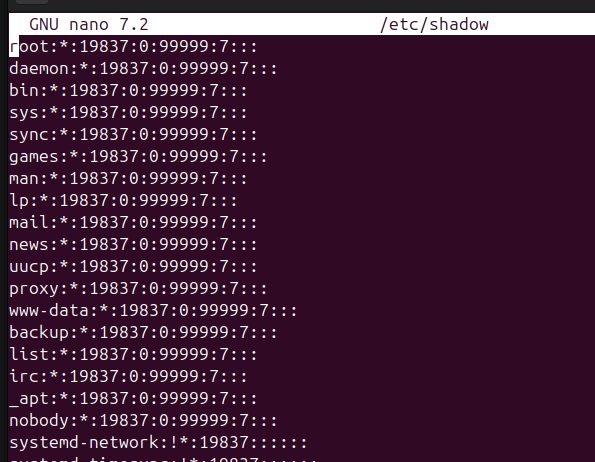 GNU nano 7.2 /etc/shadow
root:*:19837:0:99999:7:::
daemon:*:19837:0:99999:7:::
bin:*:19837:0:99999:7:::
sys:*:19837:0:99999:7:::
sync:*:19837:0:99999:7:::
games:*:19837:0:99999:7:::
man:*:19837:0:99999:7:::
lp:*:19837:0:99999:7:::
mail:*:19837:0:99999:7:::
news:*:19837:0:99999:7:::
uucp:*:19837:0:99999:7:::
proxy:*:19837:0:99999:7:::
www-data:*:19837:0:99999:7:::
backup:*:19837:0:99999:7:::
list:*:19837:0:99999:7:::
irc:*:19837:0:99999:7:::
_apt:*:19837:0:99999:7:::
nobody:*:19837:0:99999:7:::
systemd-network:!*:19837::::::
systemd-timesync:!*:19837::::::